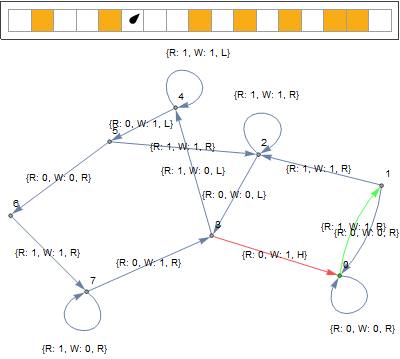 {R: 1, W: 1, L}
4
{R: 1, W: 1, R}
{R: 0, W: 1, L}
5
{R: 1, W: 1, R}
2
{R: 1, W: 1, R}
{R: 1, W: 0, L}
1
{R: 0, W: 0, R}
{R: 0, W: 0, L}
6
{R: 1, W: 1, R}
3
{R: 0, W: 0, R}
{R: 1, W: 1, R}
{R: 0, W: 1, H}
{R: 0, W: 1, R}
0
7
{R: 0, W: 0, R}
{R: 1, W: 0, R}